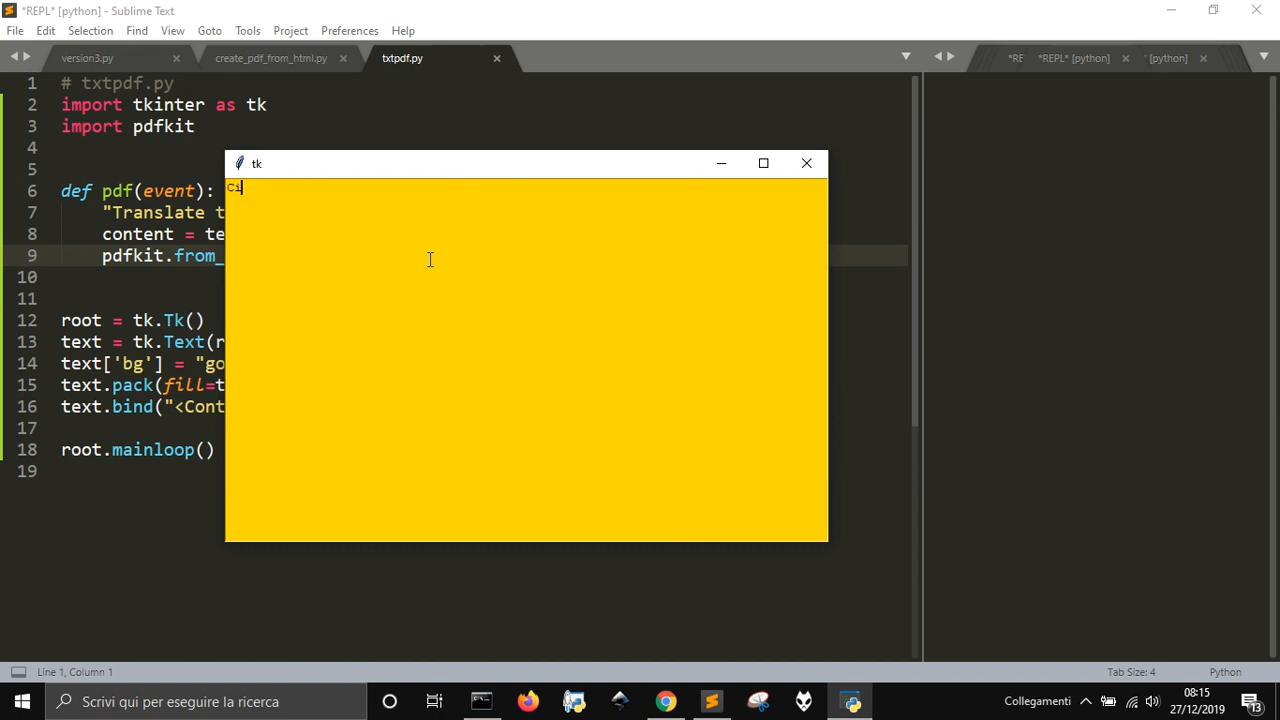 *REPL* [python] - Sublime Text
File Edit Selection Find View Goto Tools Project Preferences Help
version3.py create_pdf_from_html.py txtpdf.py *RE *REPL* [python] [python]
1 # txtpdf.py
2 import tkinter as tk
3 import pdfkit
4
5
6 def pdf(event):
7 "Translate t
8 content = te
9 pdfkit.from_
10
11
12 root = tk.Tk()
13 text = tk.Text(r
14 text['bg'] = "go
15 text.pack(fill=t
16 text.bind("<Cont
17
18 root.mainloop()
19
tk
Ci
Line 1, Column 1 Tab Size: 4 Python
Scrivi qui per eseguire la ricerca Collegamenti 08:15
27/12/2019 13